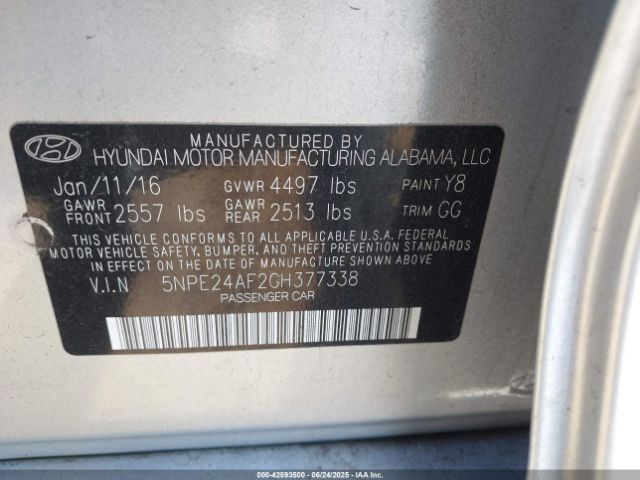 MANUFACTURED BY
HYUNDAI MOTOR MANUFACTURING ALABAMA, LLC
Jan/11/16 GVWR 4497 lbs PAINT Y8
GAWR FRONT 2557 lbs GAWR REAR 2513 lbs TRIM GG
THIS VEHICLE CONFORMS TO ALL APPLICABLE U.S.A. FEDERAL
MOTOR VEHICLE SAFETY, BUMPER, AND THEFT PREVENTION STANDARDS
IN EFFECT ON THE DATE OF MANUFACTURE SHOWN ABOVE
V.I.N 5NPE24AF2GH377338
PASSENGER CAR
000-42593500 06/24/2025 IAAI.COM